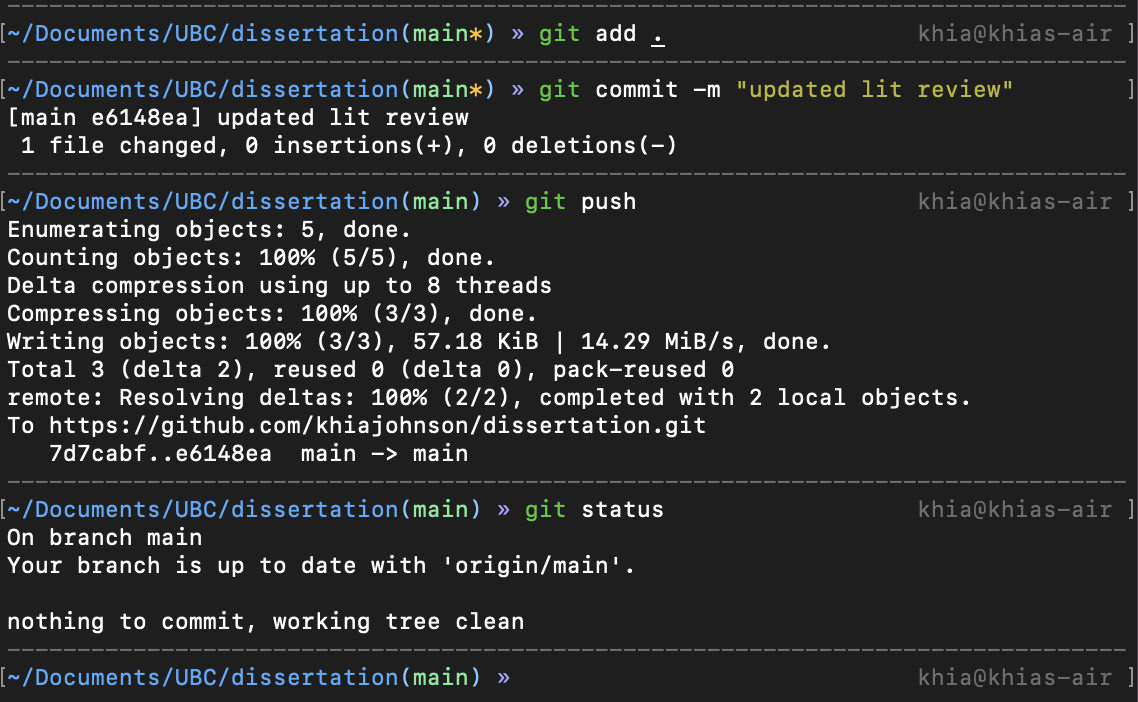 [~/Documents/UBC/dissertation(main*) » git add . khia@khias-air ]
[~/Documents/UBC/dissertation(main*) » git commit -m "updated lit review" ]
[main e6148ea] updated lit review
 1 file changed, 0 insertions(+), 0 deletions(-)
[~/Documents/UBC/dissertation(main) » git push khia@khias-air ]
Enumerating objects: 5, done.
Counting objects: 100% (5/5), done.
Delta compression using up to 8 threads
Compressing objects: 100% (3/3), done.
Writing objects: 100% (3/3), 57.18 KiB | 14.29 MiB/s, done.
Total 3 (delta 2), reused 0 (delta 0), pack-reused 0
remote: Resolving deltas: 100% (2/2), completed with 2 local objects.
To https://github.com/khiajohnson/dissertation.git
   7d7cabf..e6148ea  main -> main
[~/Documents/UBC/dissertation(main) » git status khia@khias-air ]
On branch main
Your branch is up to date with 'origin/main'.
nothing to commit, working tree clean
[~/Documents/UBC/dissertation(main) » khia@khias-air ]